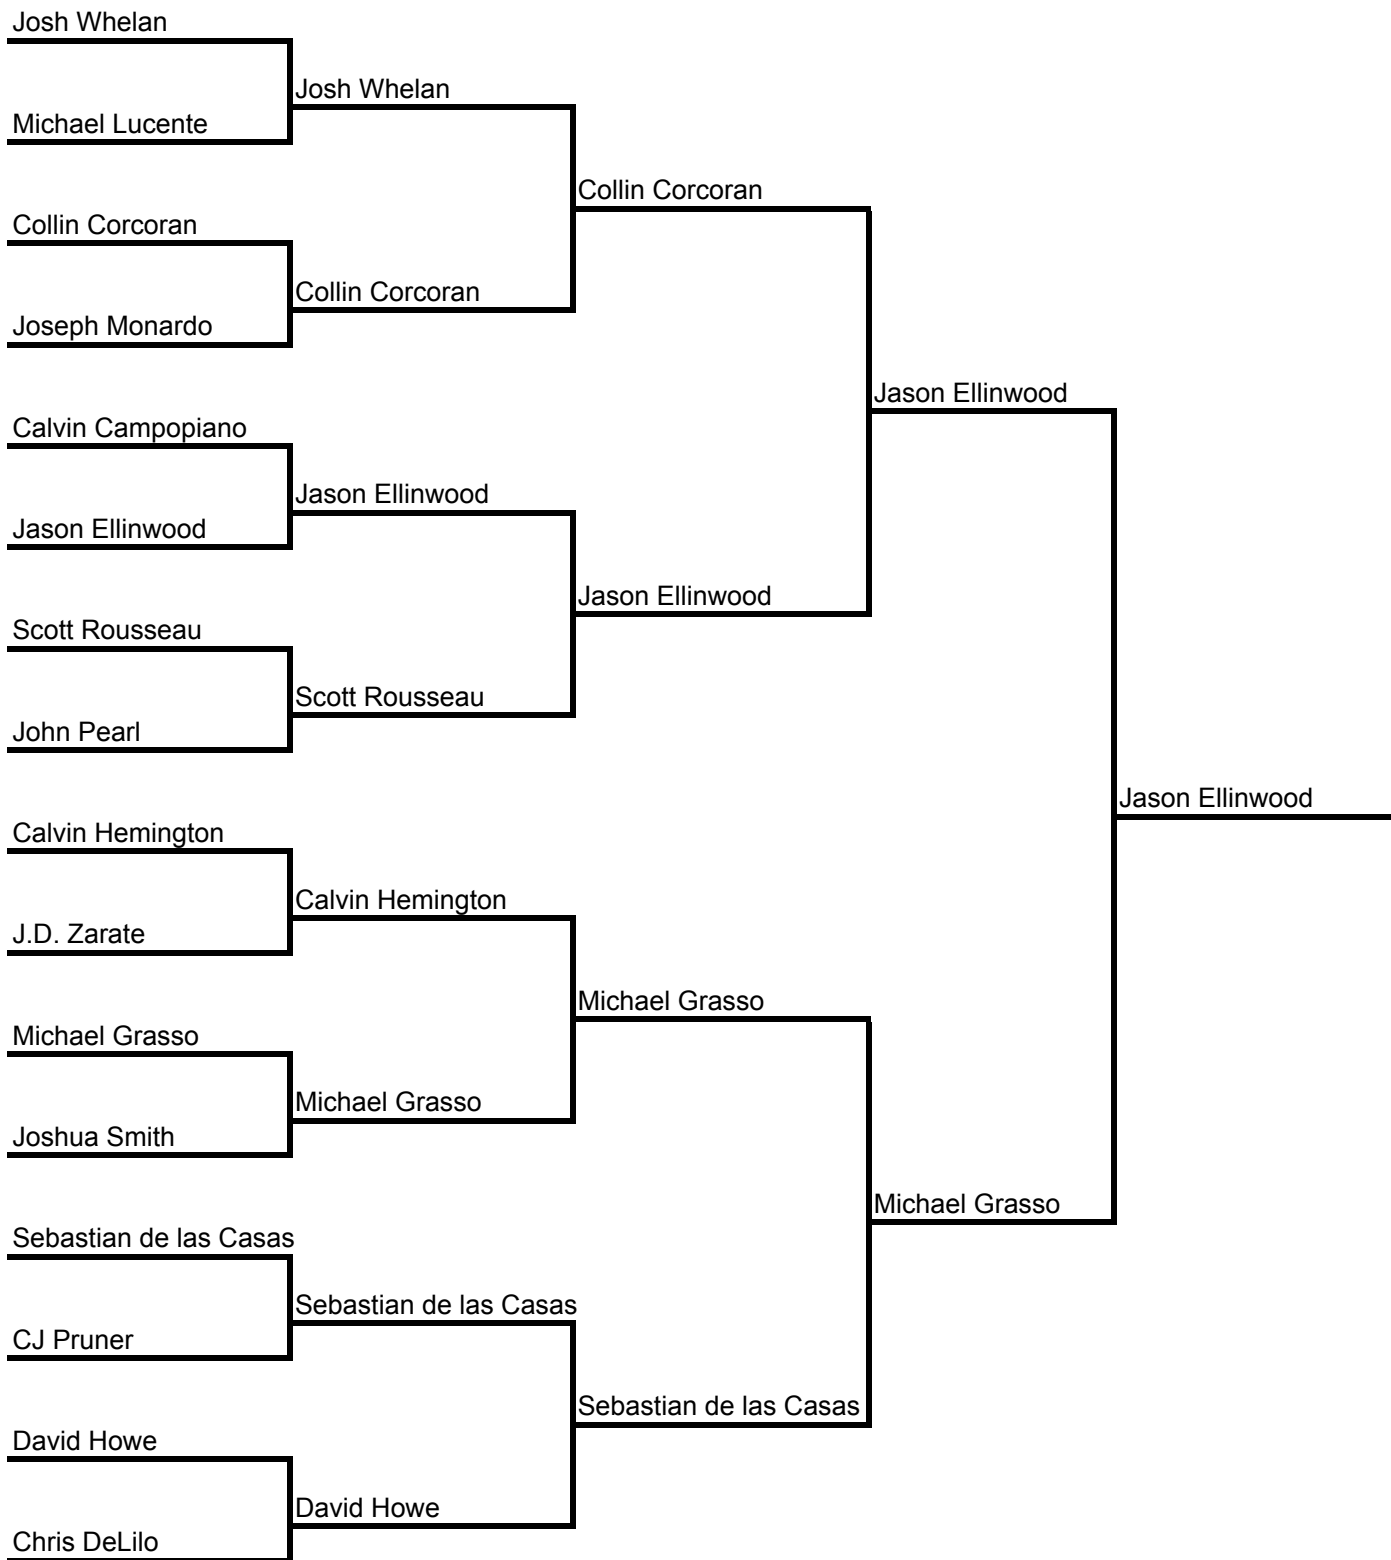 Josh Whelan
Josh Whelan
Michael Lucente
Collin Corcoran
Collin Corcoran
Collin Corcoran
Joseph Monardo
Jason Ellinwood
Calvin Campopiano
Jason Ellinwood
Jason Ellinwood
Jason Ellinwood
Scott Rousseau
Scott Rousseau
John Pearl
Jason Ellinwood
Calvin Hemington
Calvin Hemington
J.D. Zarate
Michael Grasso
Michael Grasso
Michael Grasso
Joshua Smith
Michael Grasso
Sebastian de las Casas
Sebastian de las Casas
CJ Pruner
Sebastian de las Casas
David Howe
David Howe
Chris DeLilo